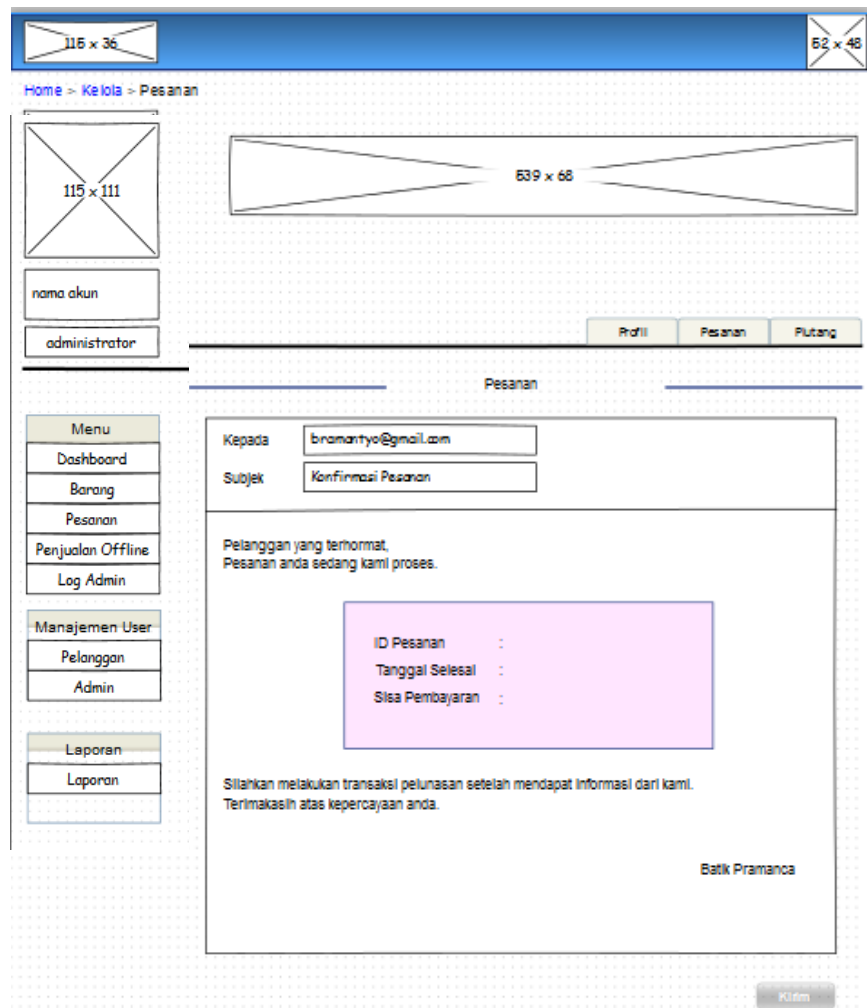 115 x 36
52 x 48
Home > Kelola > Pesanan
115 x 111
539 x 68
nama akun
administrator
Profil
Pesanan
Piutang
Pesanan
Menu
Dashboard
Barang
Pesanan
Penjualan Offline
Log Admin
Manajemen User
Pelanggan
Admin
Laporan
Laporan
Kepada bramantyo@gmail.com
Subjek Konfirmasi Pesanan
Pelanggan yang terhormat,
Pesanan anda sedang kami proses.
ID Pesanan :
Tanggal Selesai :
Sisa Pembayaran :
Silahkan melakukan transaksi pelunasan setelah mendapat informasi dari kami.
Terimakasih atas kepercayaan anda.
Batik Pramanca
Kirim